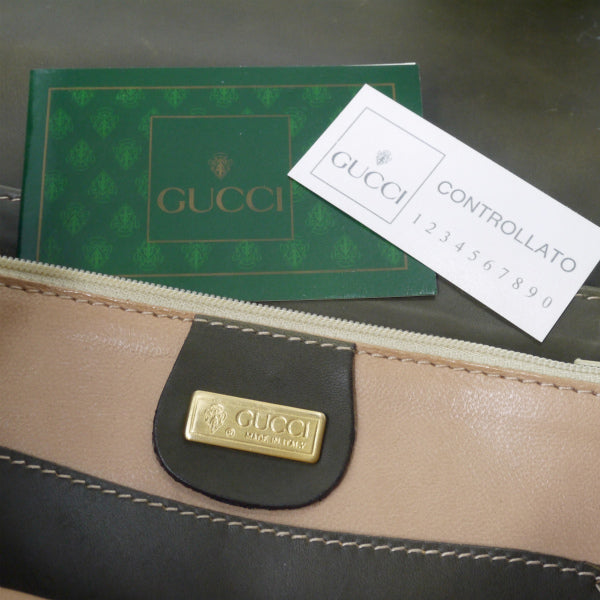 GUCCI
GUCCI
CONTROLLATO
1 2 3 4 5 6 7 8 9 0
GUCCI
® MADE IN ITALY